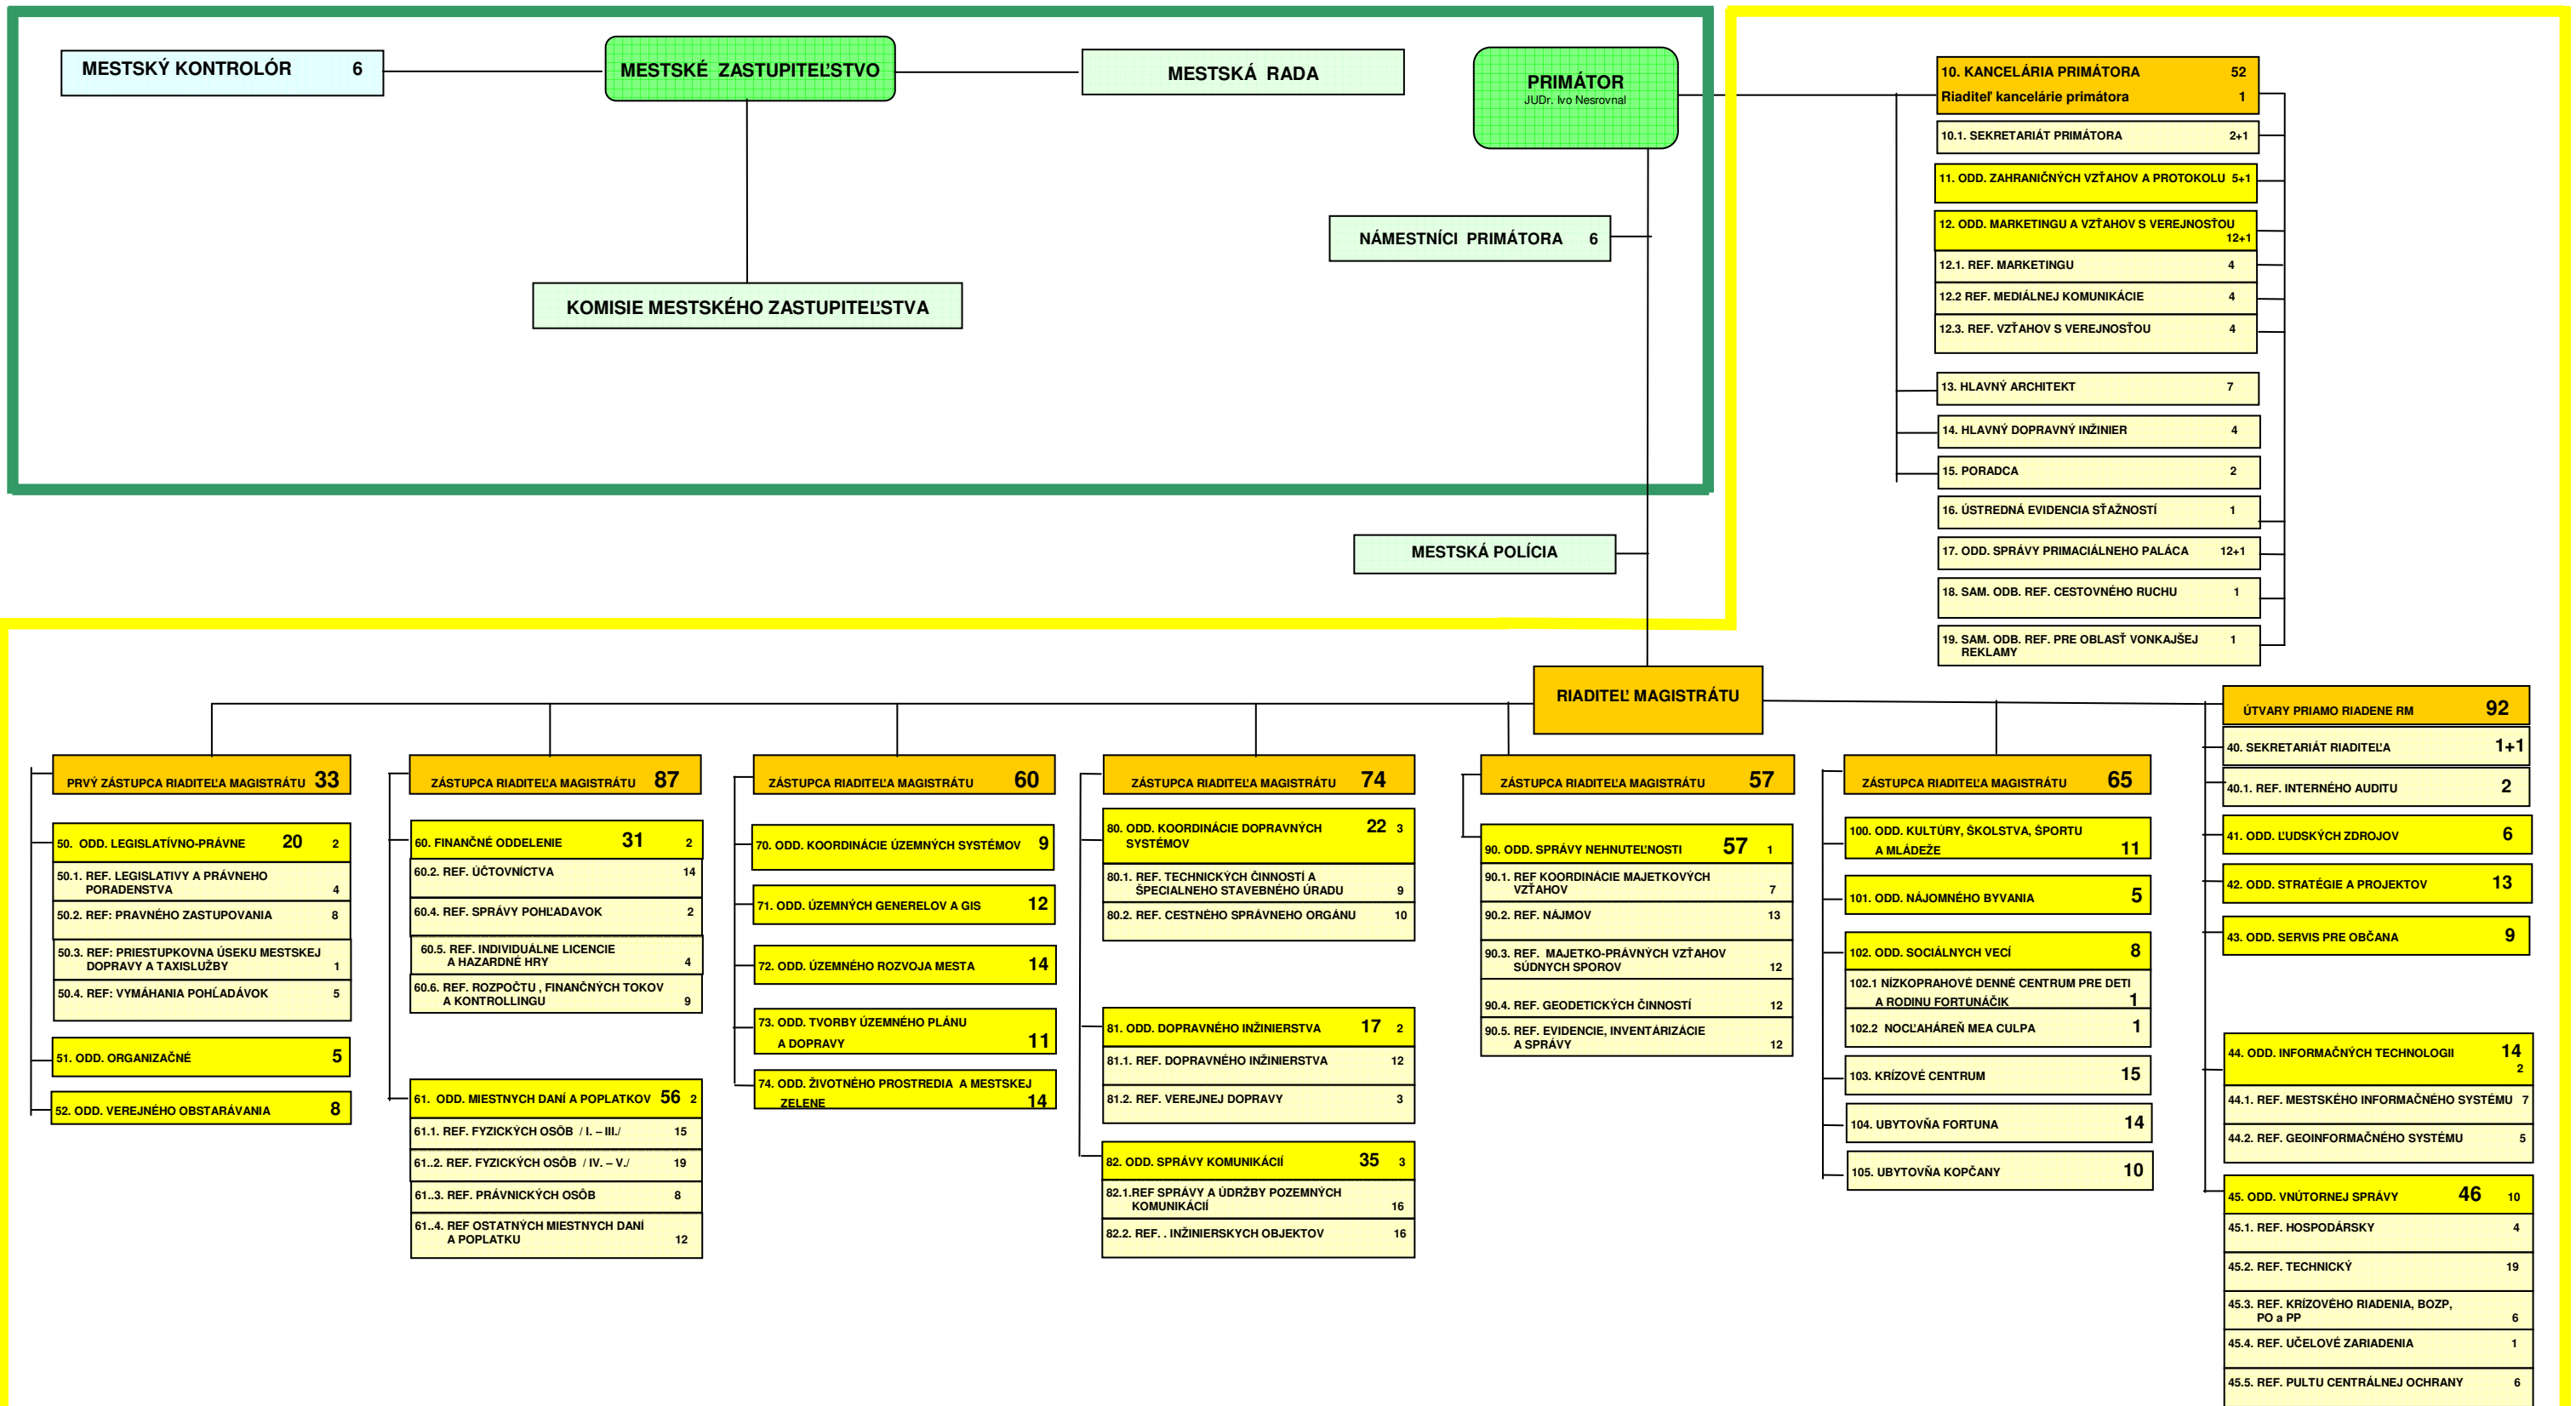 MESTSKÝ KONTROLÓR 6
MESTSKÉ ZASTUPITEĽSTVO
MESTSKÁ RADA
KOMISIE MESTSKÉHO ZASTUPITEĽSTVA
PRIMÁTOR
JUDr. Ivo Nesrovnal
NÁMESTNÍCI PRIMÁTORA 6
MESTSKÁ POLÍCIA
10. KANCELÁRIA PRIMÁTORA 52
Riaditeľ kancelárie primátora 1
10.1. SEKRETARIÁT PRIMÁTORA 2+1
11. ODD. ZAHRANIČNÝCH VZŤAHOV A PROTOKOLU 5+1
12. ODD. MARKETINGU A VZŤAHOV S VEREJNOSŤOU
12+1
12.1. REF. MARKETINGU 4
12.2 REF. MEDIÁLNEJ KOMUNIKÁCIE 4
12.3. REF. VZŤAHOV S VEREJNOSŤOU 4
13. HLAVNÝ ARCHITEKT 7
14. HLAVNÝ DOPRAVNÝ INŽINIER 4
15. PORADCA 2
16. ÚSTREDNÁ EVIDENCIA SŤAŽNOSTÍ 1
17. ODD. SPRÁVY PRIMACIÁLNEHO PALÁCA 12+1
18. SAM. ODB. REF. CESTOVNÉHO RUCHU 1
19. SAM. ODB. REF. PRE OBLASŤ VONKAJŠEJ 1
REKLAMY
RIADITEĽ MAGISTRÁTU
PRVÝ ZÁSTUPCA RIADITEĽA MAGISTRÁTU 33
50. ODD. LEGISLATÍVNO-PRÁVNE 20 2
50.1. REF. LEGISLATIVY A PRÁVNEHO
PORADENSTVA 4
50.2. REF: PRAVNÉHO ZASTUPOVANIA 8
50.3. REF: PRIESTUPKOVNA ÚSEKU MESTSKEJ
DOPRAVY A TAXISLUŽBY 1
50.4. REF: VYMÁHANIA POHĽADÁVOK 5
51. ODD. ORGANIZAČNÉ 5
52. ODD. VEREJNÉHO OBSTARÁVANIA 8
ZÁSTUPCA RIADITEĽA MAGISTRÁTU 87
60. FINANČNÉ ODDELENIE 31 2
60.2. REF. ÚČTOVNÍCTVA 14
60.4. REF. SPRÁVY POHĽADAVOK 2
60.5. REF. INDIVIDUÁLNE LICENCIE
A HAZARDNÉ HRY 4
60.6. REF. ROZPOČTU , FINANČNÝCH TOKOV
A KONTROLLINGU 9
61. ODD. MIESTNYCH DANÍ A POPLATKOV 56 2
61.1. REF. FYZICKÝCH OSÔB / I. – III./ 15
61..2. REF. FYZICKÝCH OSÔB / IV. – V./ 19
61..3. REF. PRÁVNICKÝCH OSÔB 8
61..4. REF OSTATNÝCH MIESTNYCH DANÍ
A POPLATKU 12
ZÁSTUPCA RIADITEĽA MAGISTRÁTU 60
70. ODD. KOORDINÁCIE ÚZEMNÝCH SYSTÉMOV 9
71. ODD. ÚZEMNÝCH GENERELOV A GIS 12
72. ODD. ÚZEMNÉHO ROZVOJA MESTA 14
73. ODD. TVORBY ÚZEMNÉHO PLÁNU
A DOPRAVY 11
74. ODD. ŽIVOTNÉHO PROSTREDIA A MESTSKEJ
ZELENE 14
ZÁSTUPCA RIADITEĽA MAGISTRÁTU 74
80. ODD. KOORDINÁCIE DOPRAVNÝCH 22 3
SYSTÉMOV
80.1. REF. TECHNICKÝCH ČINNOSTÍ A
ŠPECIALNEHO STAVEBNÉHO ÚRADU 9
80.2. REF. CESTNÉHO SPRÁVNEHO ORGÁNU 10
81. ODD. DOPRAVNÉHO INŽINIERSTVA 17 2
81.1. REF. DOPRAVNÉHO INŽINIERSTVA 12
81.2. REF. VEREJNEJ DOPRAVY 3
82. ODD. SPRÁVY KOMUNIKÁCIÍ 35 3
82.1.REF SPRÁVY A ÚDRŽBY POZEMNÝCH
KOMUNIKÁCIÍ 16
82.2. REF. . INŽINIERSKYCH OBJEKTOV 16
ZÁSTUPCA RIADITEĽA MAGISTRÁTU 57
90. ODD. SPRÁVY NEHNUTEĽNOSTI 57 1
90.1. REF KOORDINÁCIE MAJETKOVÝCH
VZŤAHOV 7
90.2. REF. NÁJMOV 13
90.3. REF. MAJETKO-PRÁVNÝCH VZŤAHOV
SÚDNYCH SPOROV 12
90.4. REF. GEODETICKÝCH ČINNOSTÍ 12
90.5. REF. EVIDENCIE, INVENTÁRIZÁCIE
A SPRÁVY 12
ZÁSTUPCA RIADITEĽA MAGISTRÁTU 65
100. ODD. KULTÚRY, ŠKOLSTVA, ŠPORTU
A MLÁDEŽE 11
101. ODD. NÁJOMNÉHO BYVANIA 5
102. ODD. SOCIÁLNYCH VECÍ 8
102.1 NÍZKOPRAHOVÉ DENNÉ CENTRUM PRE DETI
A RODINU FORTUNÁČIK 1
102.2 NOCĽAHÁREŇ MEA CULPA 1
103. KRÍZOVÉ CENTRUM 15
104. UBYTOVŇA FORTUNA 14
105. UBYTOVŇA KOPČANY 10
ÚTVARY PRIAMO RIADENE RM 92
40. SEKRETARIÁT RIADITEĽA 1+1
40.1. REF. INTERNÉHO AUDITU 2
41. ODD. ĽUDSKÝCH ZDROJOV 6
42. ODD. STRATÉGIE A PROJEKTOV 13
43. ODD. SERVIS PRE OBČANA 9
44. ODD. INFORMAČNÝCH TECHNOLOGII 14
2
44.1. REF. MESTSKÉHO INFORMAČNÉHO SYSTÉMU 7
44.2. REF. GEOINFORMAČNÉHO SYSTÉMU 5
45. ODD. VNÚTORNEJ SPRÁVY 46 10
45.1. REF. HOSPODÁRSKY 4
45.2. REF. TECHNICKÝ 19
45.3. REF. KRÍZOVÉHO RIADENIA, BOZP,
PO a PP 6
45.4. REF. UČELOVÉ ZARIADENIA 1
45.5. REF. PULTU CENTRÁLNEJ OCHRANY 6